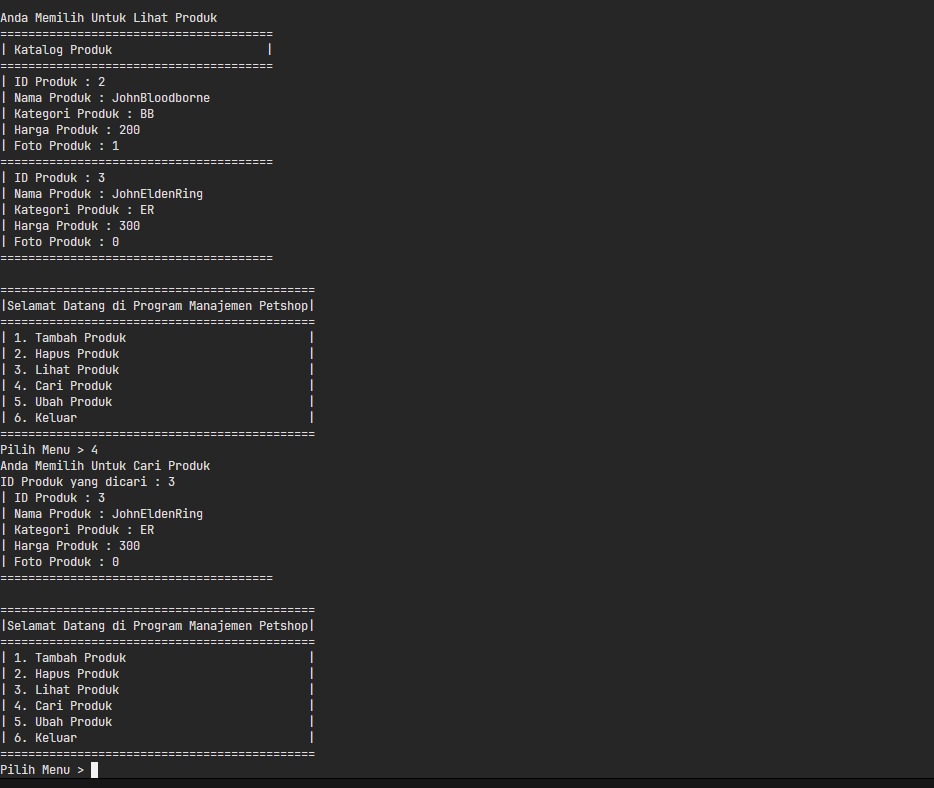 Anda Memilih Untuk Lihat Produk
=======================================
| Katalog Produk                      |
=======================================
| ID Produk : 2
| Nama Produk : JohnBloodborne
| Kategori Produk : BB
| Harga Produk : 200
| Foto Produk : 1
=======================================
| ID Produk : 3
| Nama Produk : JohnEldenRing
| Kategori Produk : ER
| Harga Produk : 300
| Foto Produk : 0
=======================================

=============================================
|Selamat Datang di Program Manajemen Petshop|
=============================================
| 1. Tambah Produk                          |
| 2. Hapus Produk                           |
| 3. Lihat Produk                           |
| 4. Cari Produk                            |
| 5. Ubah Produk                            |
| 6. Keluar                                 |
=============================================
Pilih Menu > 4
Anda Memilih Untuk Cari Produk
ID Produk yang dicari : 3
| ID Produk : 3
| Nama Produk : JohnEldenRing
| Kategori Produk : ER
| Harga Produk : 300
| Foto Produk : 0
=======================================

=============================================
|Selamat Datang di Program Manajemen Petshop|
=============================================
| 1. Tambah Produk                          |
| 2. Hapus Produk                           |
| 3. Lihat Produk                           |
| 4. Cari Produk                            |
| 5. Ubah Produk                            |
| 6. Keluar                                 |
=============================================
Pilih Menu >